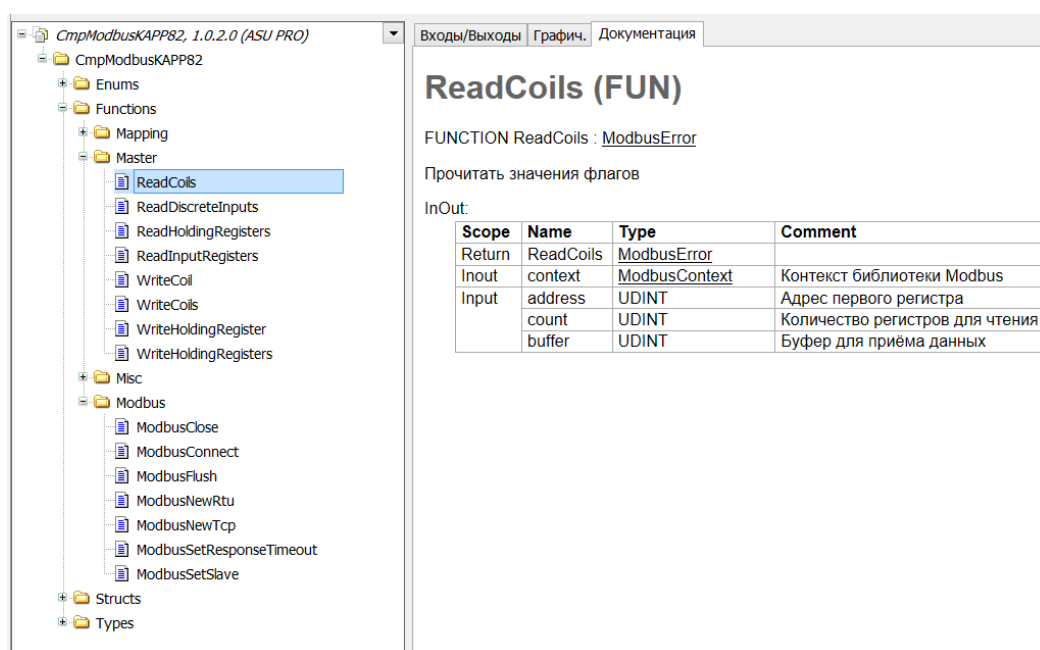 CmpModbusKAPP82, 1.0.2.0 (ASU PRO)
CmpModbusKAPP82
Enums
Functions
Mapping
Master
ReadCoils
ReadDiscreteInputs
ReadHoldingRegisters
ReadInputRegisters
WriteCoil
WriteCoils
WriteHoldingRegister
WriteHoldingRegisters
Misc
Modbus
ModbusClose
ModbusConnect
ModbusFlush
ModbusNewRtu
ModbusNewTcp
ModbusSetResponseTimeout
ModbusSetSlave
Structs
Types
Входы/Выходы Графич. Документация
ReadCoils (FUN)
FUNCTION ReadCoils : ModbusError
Прочитать значения флагов
InOut:
Scope Name Type Comment
Return ReadCoils ModbusError
Inout context ModbusContext Контекст библиотеки Modbus
Input address UDINT Адрес первого регистра
count UDINT Количество регистров для чтения
buffer UDINT Буфер для приёма данных